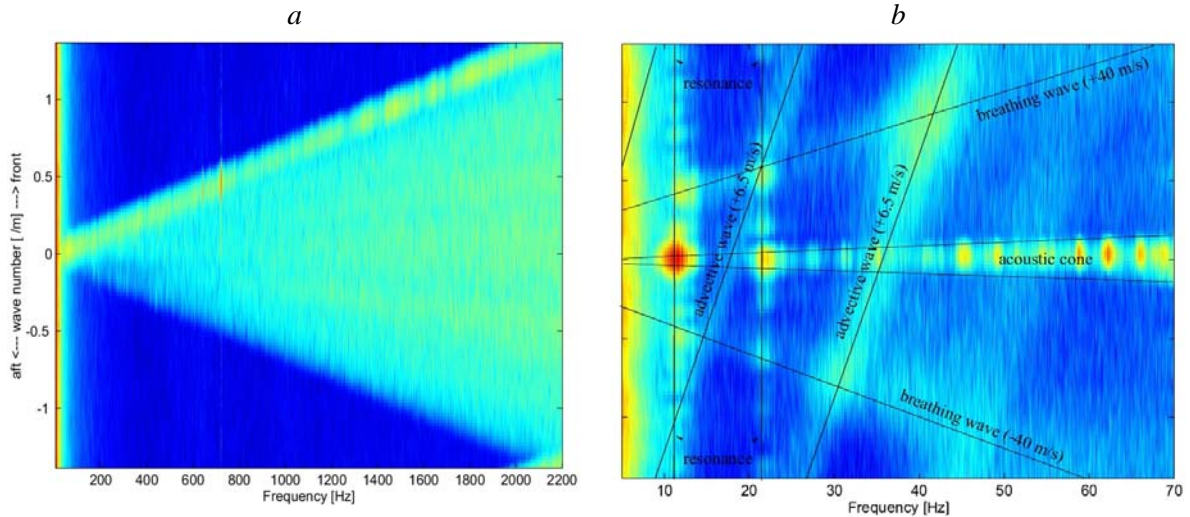 a
b
aft <--- wave number [ /m] ---> front
1
0.5
0
-0.5
-1
200 400 600 800 1000 1200 1400 1600 1800 2000 2200
Frequency [Hz]
resonance
breathing wave (+40 m/s)
advective wave (+6.5 m/s)
advective wave (+6.5 m/s)
acoustic cone
breathing wave (-40 m/s)
resonance
10 20 30 40 50 60 70
Frequency [Hz]